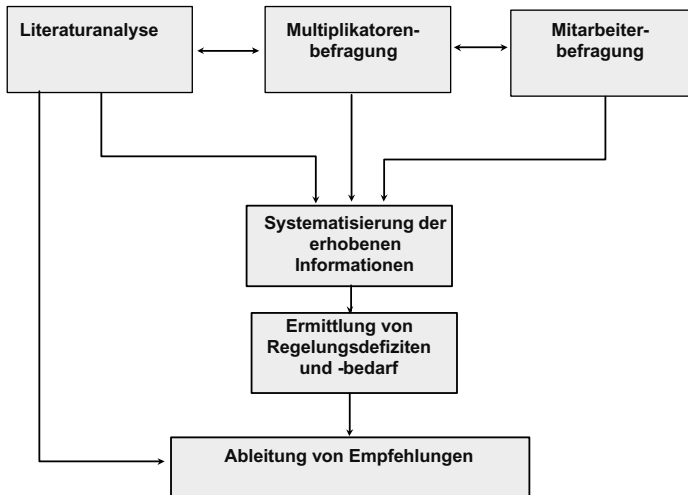 Literaturanalyse
Multiplikatoren-
befragung
Mitarbeiter-
befragung
Systematisierung der
erhobenen
Informationen
Ermittlung von
Regelungsdefiziten
und -bedarf
Ableitung von Empfehlungen